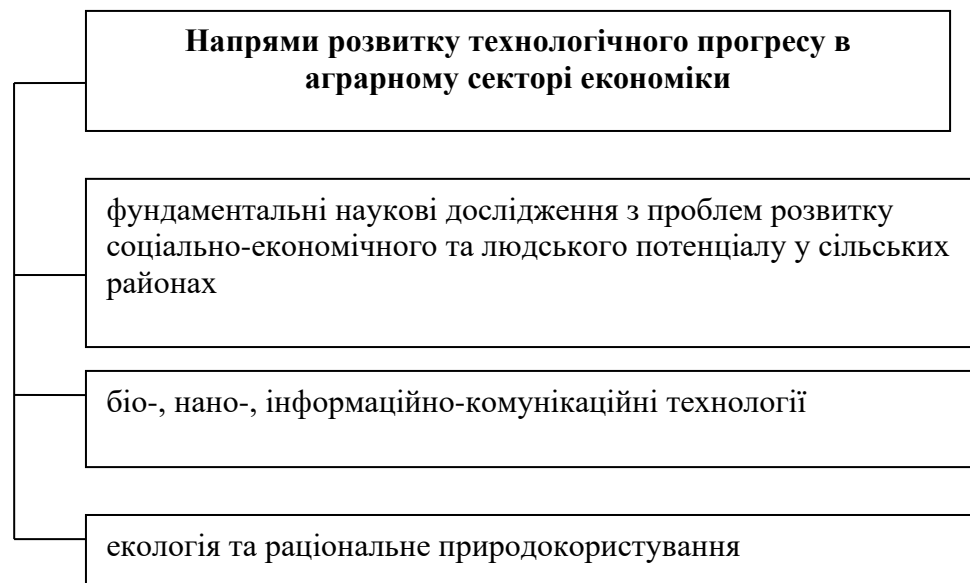 Напрями розвитку технологічного прогресу в
аграрному секторі економіки
фундаментальні наукові дослідження з проблем розвитку
соціально-економічного та людського потенціалу у сільських
районах
біо-, нано-, інформаційно-комунікаційні технології
екологія та раціональне природокористування